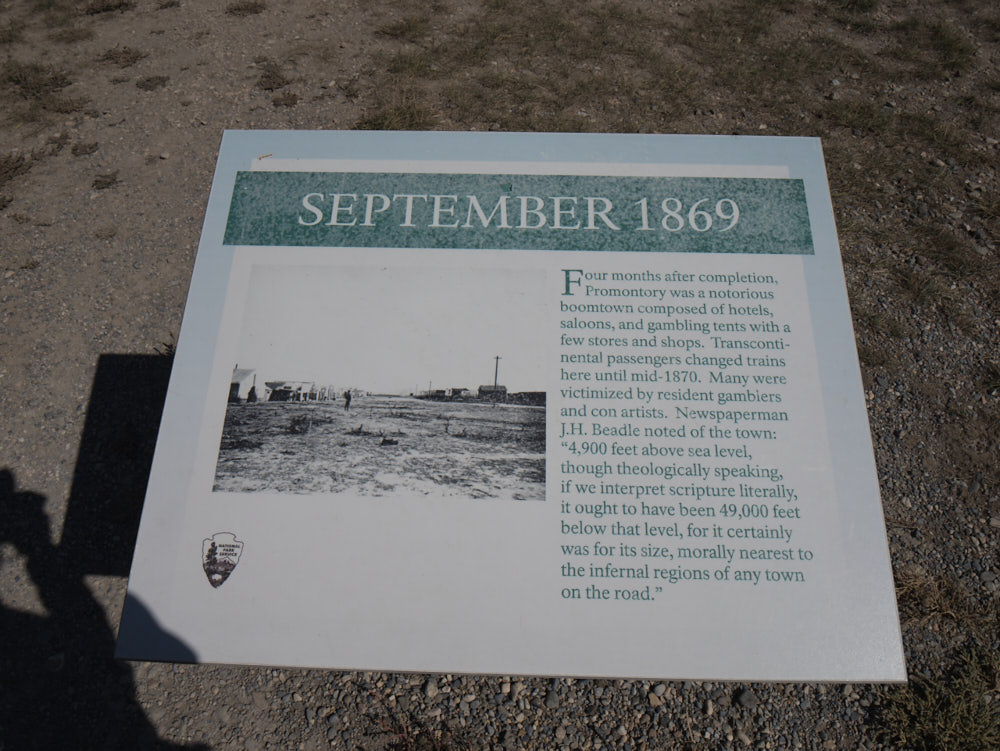 SEPTEMBER 1869
Four months after completion,
Promontory was a notorious
boomtown composed of hotels,
saloons, and gambling tents with a
few stores and shops. Transconti-
nental passengers changed trains
here until mid-1870. Many were
victimized by resident gamblers
and con artists. Newspaperman
J.H. Beadle noted of the town:
“4,900 feet above sea level,
though theologically speaking,
if we interpret scripture literally,
it ought to have been 49,000 feet
below that level, for it certainly
was for its size, morally nearest to
the infernal regions of any town
on the road.”
NATIONAL
PARK
SERVICE